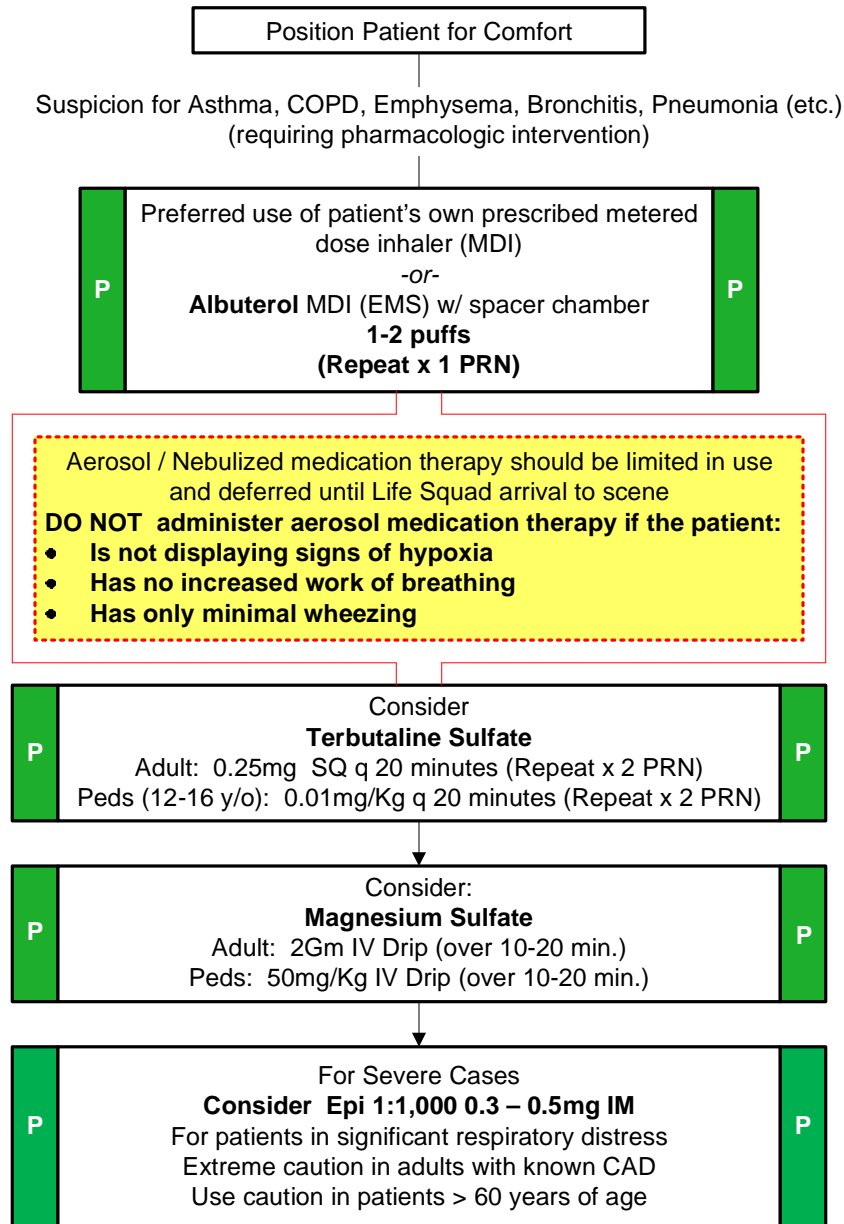 Position Patient for Comfort
Suspicion for Asthma, COPD, Emphysema, Bronchitis, Pneumonia (etc.)
(requiring pharmacologic intervention)
Preferred use of patient's own prescribed metered
dose inhaler (MDI)
-or-
Albuterol MDI (EMS) w/ spacer chamber
1-2 puffs
(Repeat x 1 PRN)
P
P
Aerosol / Nebulized medication therapy should be limited in use
and deferred until Life Squad arrival to scene
DO NOT administer aerosol medication therapy if the patient:
• Is not displaying signs of hypoxia
• Has no increased work of breathing
• Has only minimal wheezing
Consider
Terbutaline Sulfate
Adult: 0.25mg SQ q 20 minutes (Repeat x 2 PRN)
Peds (12-16 y/o): 0.01mg/Kg q 20 minutes (Repeat x 2 PRN)
P
P
Consider:
Magnesium Sulfate
Adult: 2Gm IV Drip (over 10-20 min.)
Peds: 50mg/Kg IV Drip (over 10-20 min.)
P
P
For Severe Cases
Consider Epi 1:1,000 0.3 – 0.5mg IM
For patients in significant respiratory distress
Extreme caution in adults with known CAD
Use caution in patients > 60 years of age
P
P